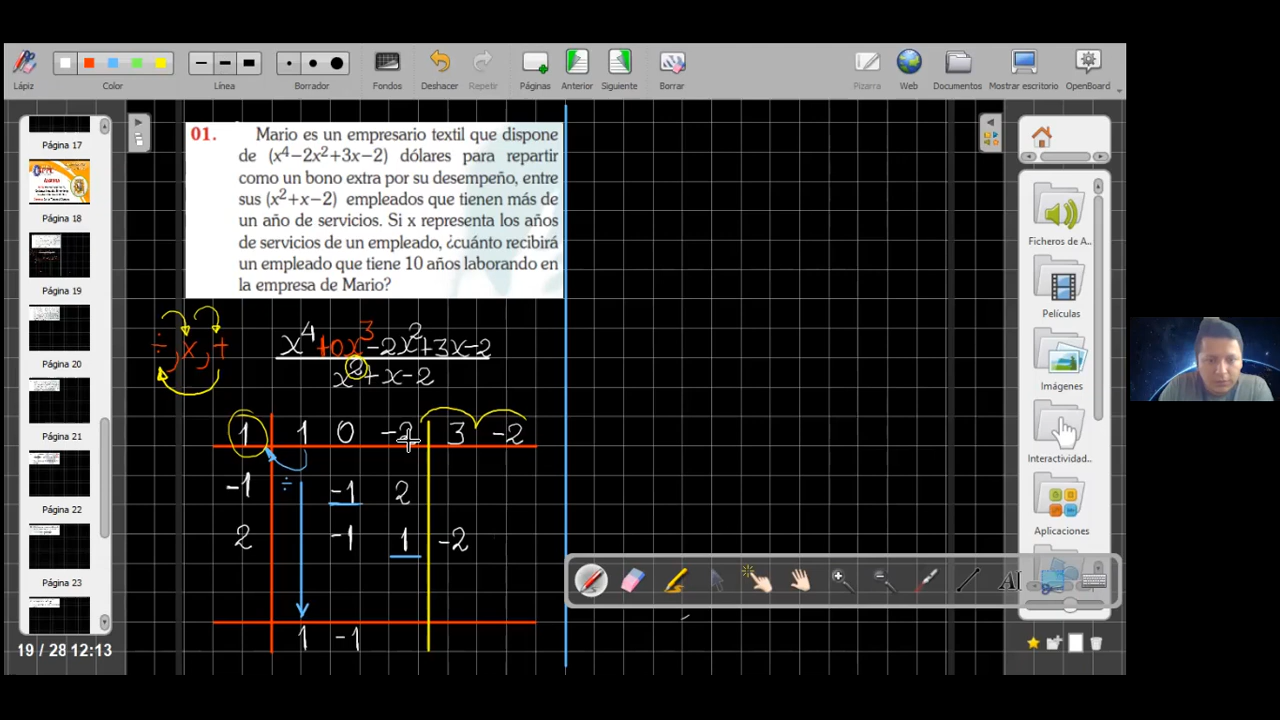 Lápiz
Color
Línea
Borrador
Fondos
Deshacer
Repetir
Páginas
Anterior
Siguiente
Borrar
Pizarra
Web
Documentos
Mostrar escritorio
OpenBoard
Página 17
Página 18
Página 19
Página 20
Página 21
Página 22
Página 23
19 / 28 12:13
01. Mario es un empresario textil que dispone
de (x⁴−2x²+3x−2) dólares para repartir
como un bono extra por su desempeño, entre
sus (x²+x−2) empleados que tienen más de
un año de servicios. Si x representa los años
de servicios de un empleado, ¿cuánto recibirá
un empleado que tiene 10 años laborando en
la empresa de Mario?
÷, x, +
x⁴+0x³-2x²+3x-2
x²+x-2
1 1 0 -2 3 -2
-1 ÷ -1 2
2 -1 1 -2
1 -1
Ficheros de A...
Películas
Imágenes
Interactividad...
Aplicaciones
AI